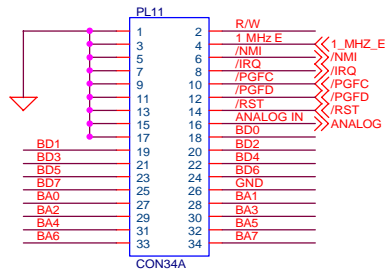 PL11
1 2 R/W
3 4 1 MHz E 1_MHZ_E
5 6 /NMI /NMI
7 8 /IRQ /IRQ
9 10 /PGFC /PGFC
11 12 /PGFD /PGFD
13 14 /RST /RST
15 16 ANALOG IN ANALOG
17 18 BD0
BD1 19 20 BD2
BD3 21 22 BD4
BD5 23 24 BD6
BD7 25 26 GND
BA0 27 28 BA1
BA2 29 30 BA3
BA4 31 32 BA5
BA6 33 34 BA7
CON34A